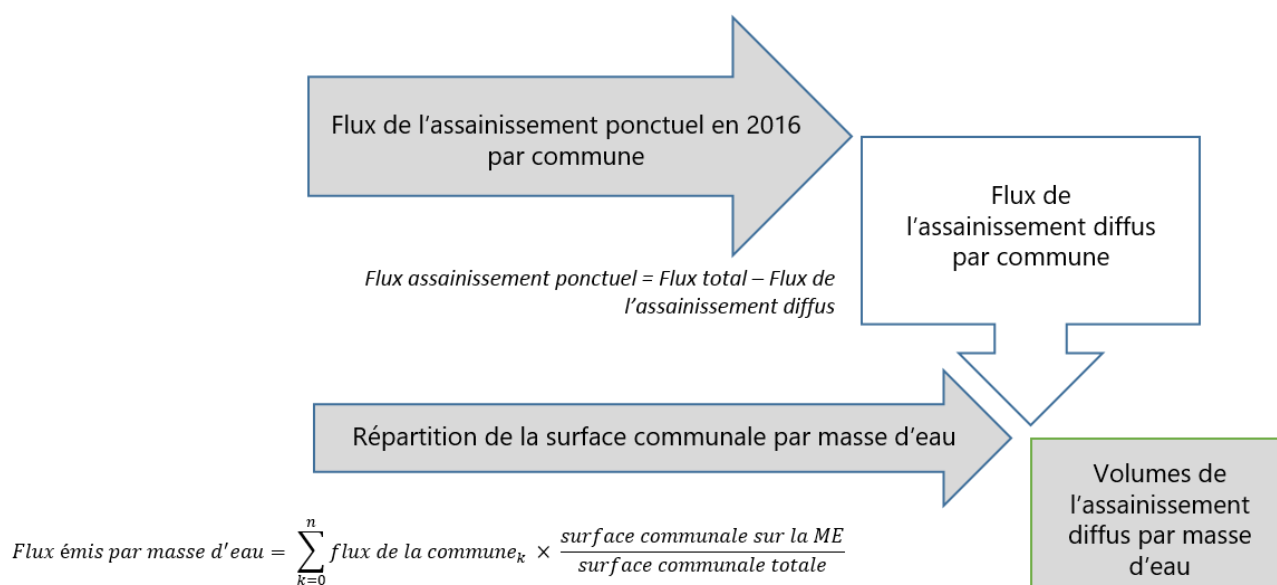 Flux de l’assainissement ponctuel en 2016
par commune
Flux de
l’assainissement diffus
par commune
Flux assainissement ponctuel = Flux total – Flux de
l’assainissement diffus
Répartition de la surface communale par masse d’eau
Volumes de
l’assainissement
diffus par masse
d’eau
Flux émis par masse d'eau = ∑_{k=0}^{n} flux de la commune_k × \frac{surface communale sur la ME}{surface communale totale}